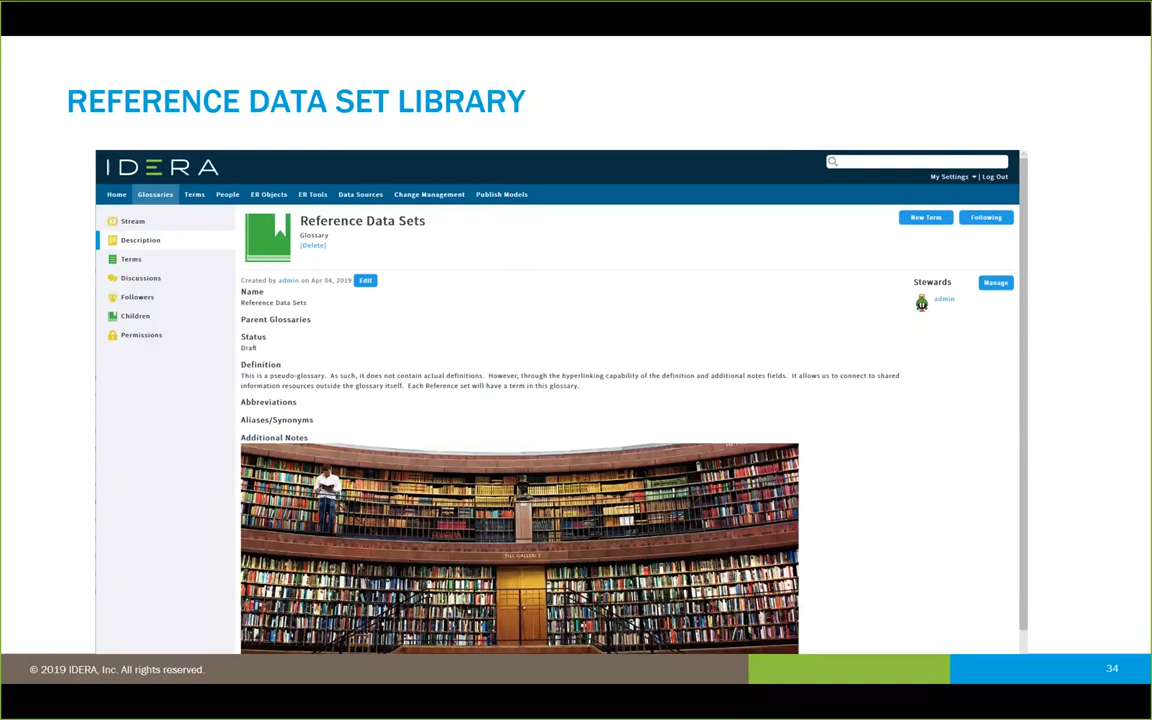 REFERENCE DATA SET LIBRARY
IDERA
My Settings | Log Out
Home Glossaries Terms People ER Objects ER Tools Data Sources Change Management Publish Models
Stream
Description
Terms
Discussions
Followers
Children
Permissions
Reference Data Sets
Glossary
[Delete]
New Term Following
Created by admin on Apr 04, 2019 Edit
Name
Reference Data Sets
Parent Glossaries
Status
Draft
Definition
This is a pseudo-glossary. As such, it does not contain actual definitions. However, through the hyperlinking capability of the definition and additional notes fields. It allows us to connect to shared
information resources outside the glossary itself. Each Reference set will have a term in this glossary.
Abbreviations
Aliases/Synonyms
Additional Notes
Stewards Manage
admin
TILL GALLERI 2
© 2019 IDERA, Inc. All rights reserved.
34